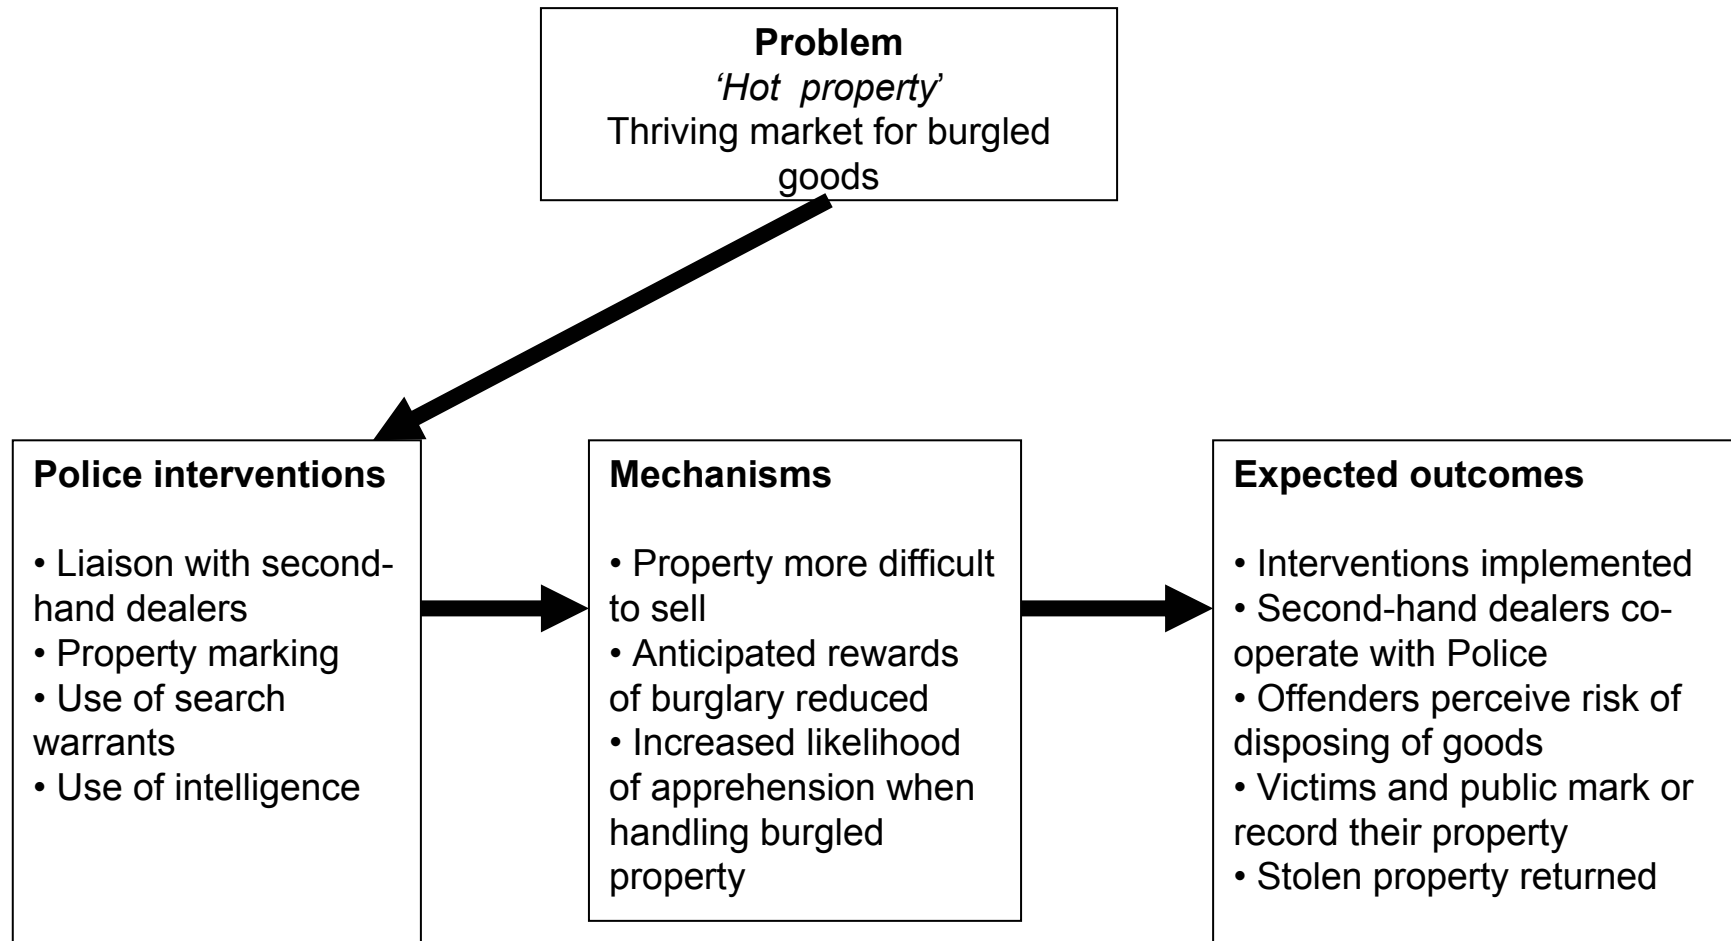 Problem
‘Hot  property’
Thriving market for burgled
goods
Police interventions
• Liaison with second-
hand dealers
• Property marking
• Use of search
warrants
• Use of intelligence
Mechanisms
• Property more difficult
to sell
• Anticipated rewards
of burglary reduced
• Increased likelihood
of apprehension when
handling burgled
property
Expected outcomes
• Interventions implemented
• Second-hand dealers co-
operate with Police
• Offenders perceive risk of
disposing of goods
• Victims and public mark or
record their property
• Stolen property returned